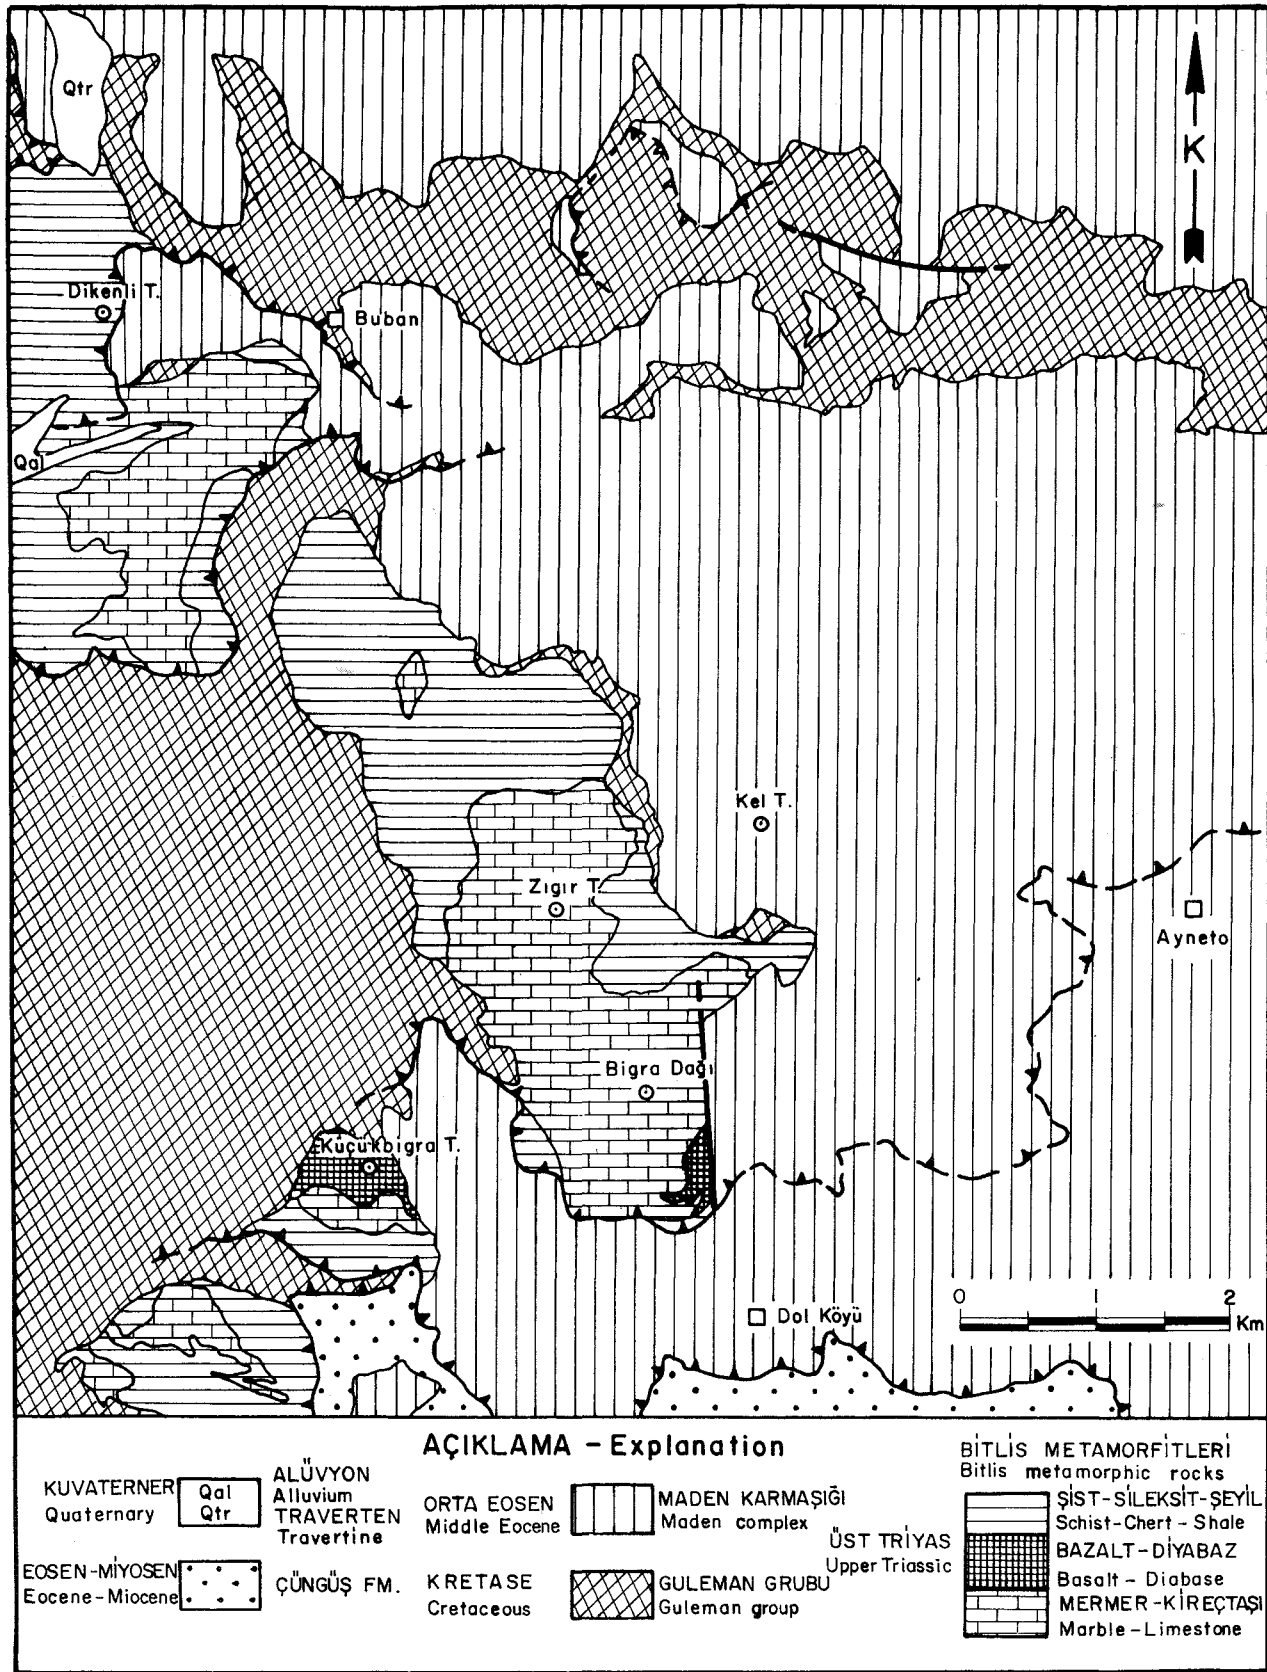 Qtr
K
Dikenli T.
Buban
Qal
Kel T.
Zıgır T.
Ayneto
Bigra Dağı
Küçükbigra T.
0 1 2
Km
Dol Köyü
AÇIKLAMA - Explanation
KUVATERNER
Quaternary
Qal
Qtr
ALÜVYON
Alluvium
TRAVERTEN
Travertine
EOSEN-MİYOSEN
Eocene-Miocene
ÇÜNGÜŞ FM.
ORTA EOSEN
Middle Eocene
MADEN KARMAŞIĞI
Maden complex
KRETASE
Cretaceous
GULEMAN GRUBU
Guleman group
ÜST TRİYAS
Upper Triassic
BİTLİS METAMORFİTLERİ
Bitlis metamorphic rocks
ŞİST-SİLEKSİT-ŞEYİL
Schist-Chert-Shale
BAZALT-DİYABAZ
Basalt-Diabase
MERMER-KİREÇTAŞI
Marble-Limestone